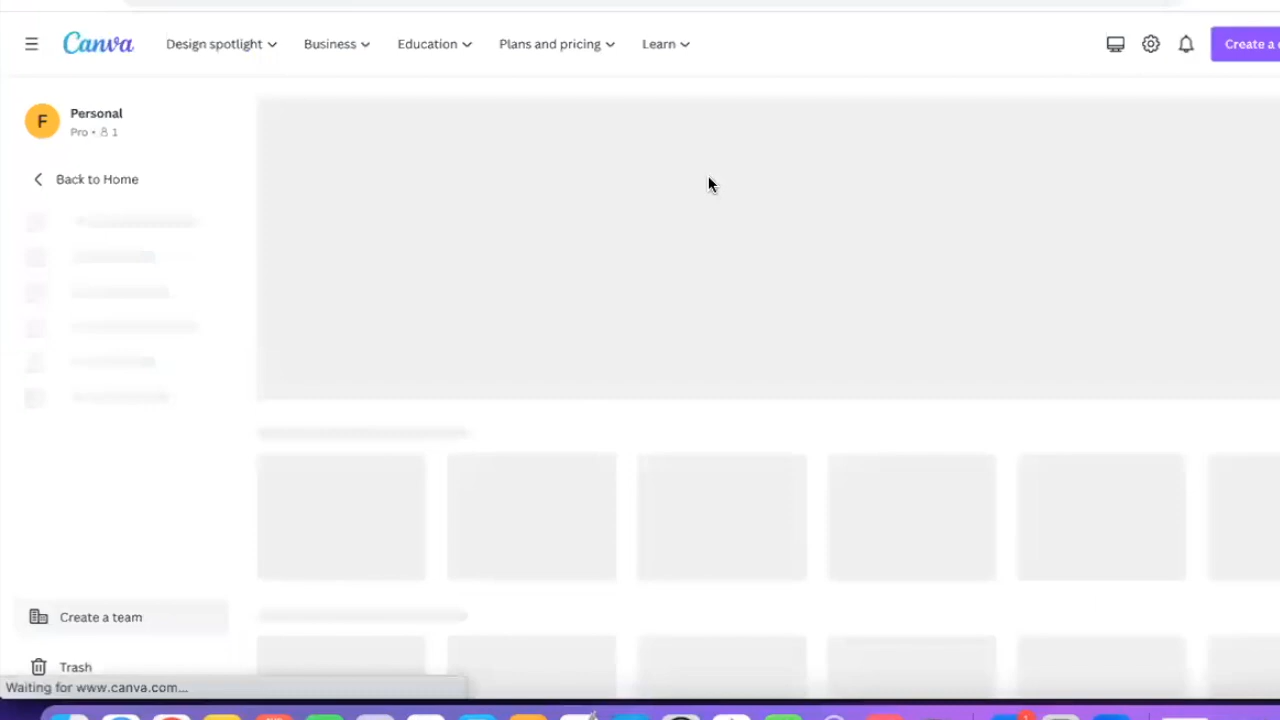 Canva
Design spotlight
Business
Education
Plans and pricing
Learn
Create a
F
Personal
Pro • 1
Back to Home
Create a team
Trash
Waiting for www.canva.com...